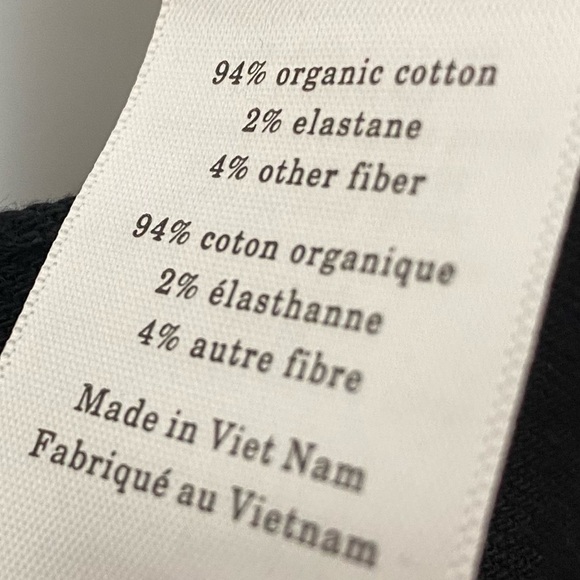 94% organic cotton
2% elastane
4% other fiber
94% coton organique
2% élasthanne
4% autre fibre
Made in Viet Nam
Fabriqué au Vietnam